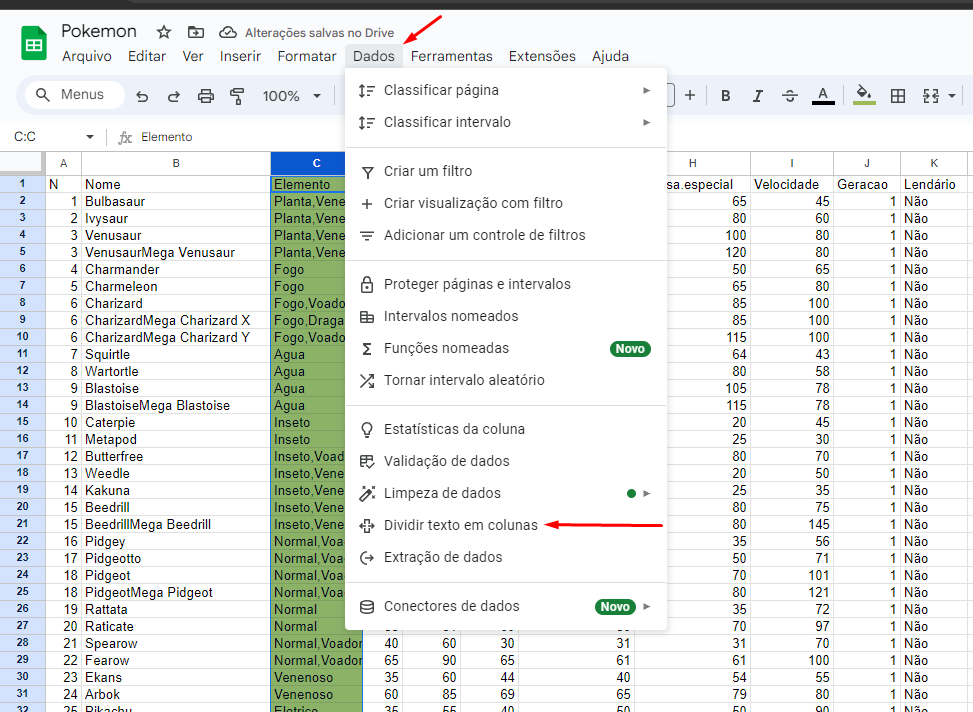 Pokemon Alterações salvas no Drive
Arquivo Editar Ver Inserir Formatar Dados Ferramentas Extensões Ajuda
Menus 100% B I A
C:C fx Elemento
Classificar página
Classificar intervalo
Criar um filtro
Criar visualização com filtro
Adicionar um controle de filtros
Proteger páginas e intervalos
Intervalos nomeados
Funções nomeadas Novo
Tornar intervalo aleatório
Estatísticas da coluna
Validação de dados
Limpeza de dados
Dividir texto em colunas
Extração de dados
Conectores de dados Novo
A B C H I J K
1 N Nome Elemento sa.especial Velocidade Geracao Lendário
2 1 Bulbasaur Planta,Vene 65 45 1 Não
3 2 Ivysaur Planta,Vene 80 60 1 Não
4 3 Venusaur Planta,Vene 100 80 1 Não
5 3 VenusaurMega Venusaur Planta,Vene 120 80 1 Não
6 4 Charmander Fogo 50 65 1 Não
7 5 Charmeleon Fogo 65 80 1 Não
8 6 Charizard Fogo,Voado 85 100 1 Não
9 6 CharizardMega Charizard X Fogo,Draga 85 100 1 Não
10 6 CharizardMega Charizard Y Fogo,Voado 115 100 1 Não
11 7 Squirtle Agua 64 43 1 Não
12 8 Wartortle Agua 80 58 1 Não
13 9 Blastoise Agua 105 78 1 Não
14 9 BlastoiseMega Blastoise Agua 115 78 1 Não
15 10 Caterpie Inseto 20 45 1 Não
16 11 Metapod Inseto 25 30 1 Não
17 12 Butterfree Inseto,Voad 80 70 1 Não
18 13 Weedle Inseto,Vene 20 50 1 Não
19 14 Kakuna Inseto,Vene 25 35 1 Não
20 15 Beedrill Inseto,Vene 80 75 1 Não
21 15 BeedrillMega Beedrill Inseto,Vene 80 145 1 Não
22 16 Pidgey Normal,Voa 35 56 1 Não
23 17 Pidgeotto Normal,Voa 50 71 1 Não
24 18 Pidgeot Normal,Voa 70 101 1 Não
25 18 PidgeotMega Pidgeot Normal,Voa 80 121 1 Não
26 19 Rattata Normal 35 72 1 Não
27 20 Raticate Normal 70 97 1 Não
28 21 Spearow Normal,Voador 40 60 30 31 31 70 1 Não
29 22 Fearow Normal,Voador 65 90 65 61 61 100 1 Não
30 23 Ekans Venenoso 35 60 44 40 54 55 1 Não
31 24 Arbok Venenoso 60 85 69 65 79 80 1 Não
32 25 Pikachu Eletrico 35 55 40 50 50 90 1 Não